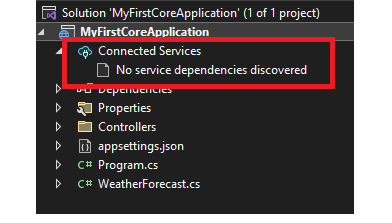 Solution 'MyFirstCoreApplication' (1 of 1 project)
MyFirstCoreApplication
Connected Services
No service dependencies discovered
Dependencies
Properties
Controllers
appsettings.json
C# Program.cs
C# WeatherForecast.cs